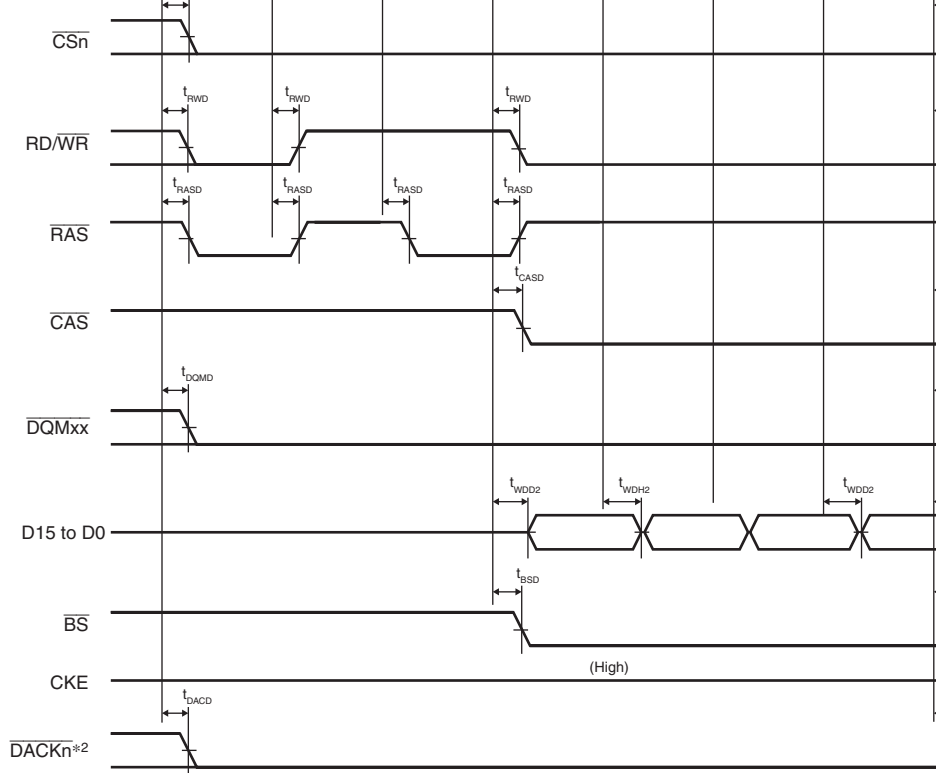 CSn
tRWD tRWD tRWD
RD/WR
tRASD tRASD tRASD tRASD
RAS
tCASD
CAS
tDQMD
DQMxx
tWDD2 tWDH2 tWDD2
D15 to D0
tBSD
BS
(High)
CKE
tDACD
DACKn*2